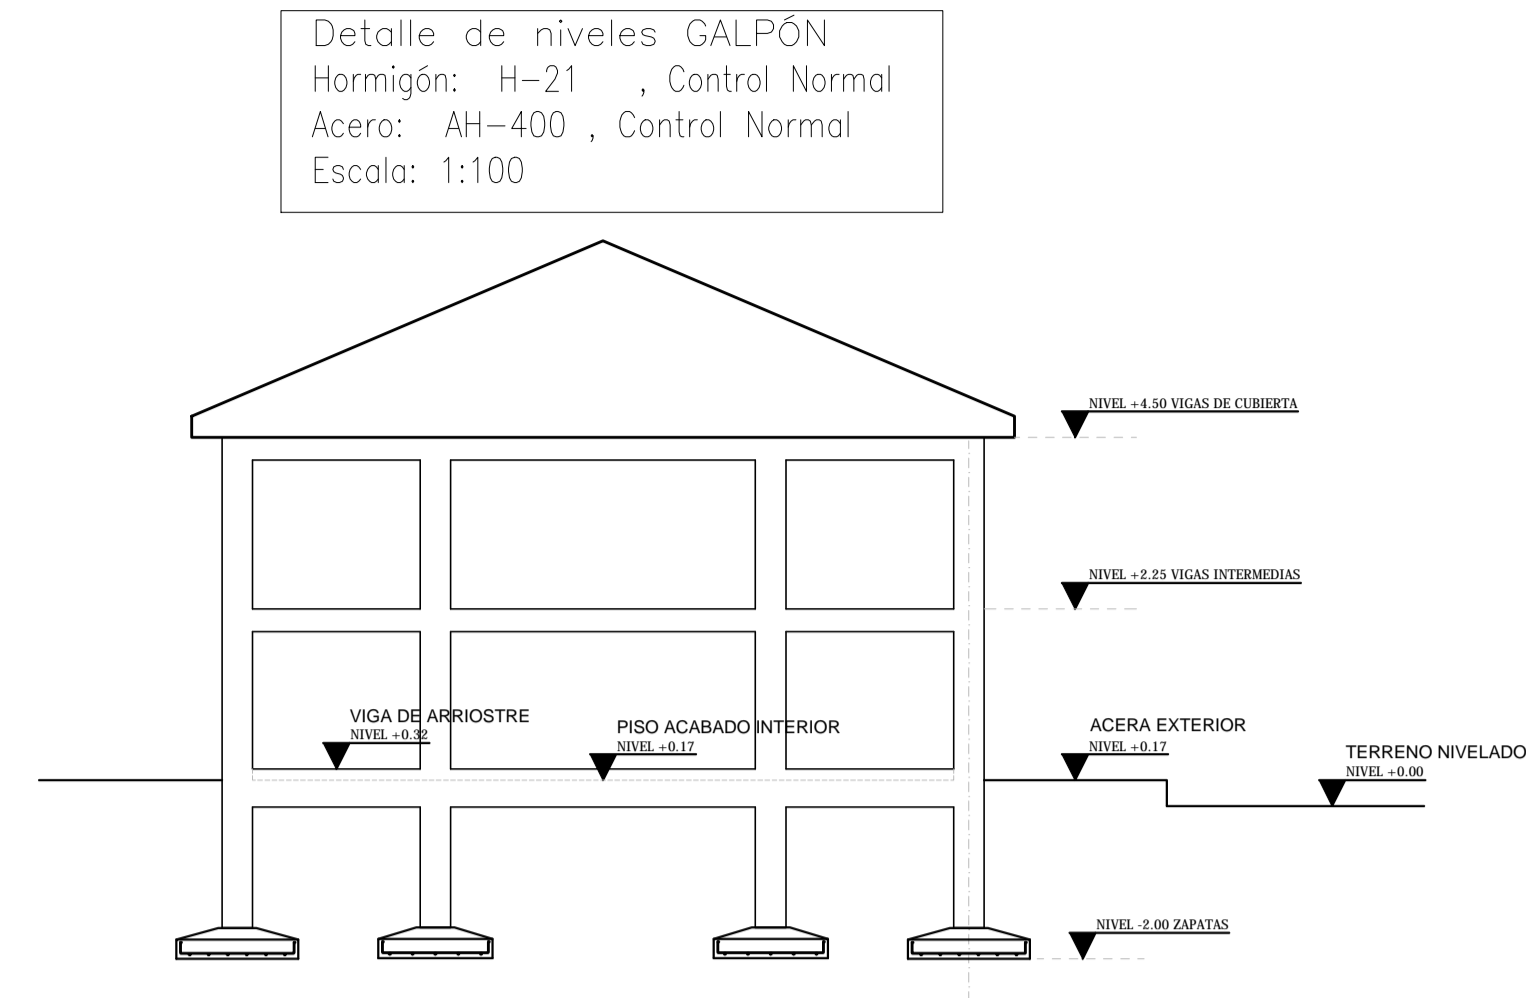 Detalle de niveles GALPÓN
Hormigón: H-21 , Control Normal
Acero: AH-400 , Control Normal
Escala: 1:100
NIVEL +4.50 VIGAS DE CUBIERTA
NIVEL +2.25 VIGAS INTERMEDIAS
VIGA DE ARRIOSTRE
NIVEL +0.32
PISO ACABADO INTERIOR
NIVEL +0.17
ACERA EXTERIOR
NIVEL +0.17
TERRENO NIVELADO
NIVEL +0.00
NIVEL -2.00 ZAPATAS